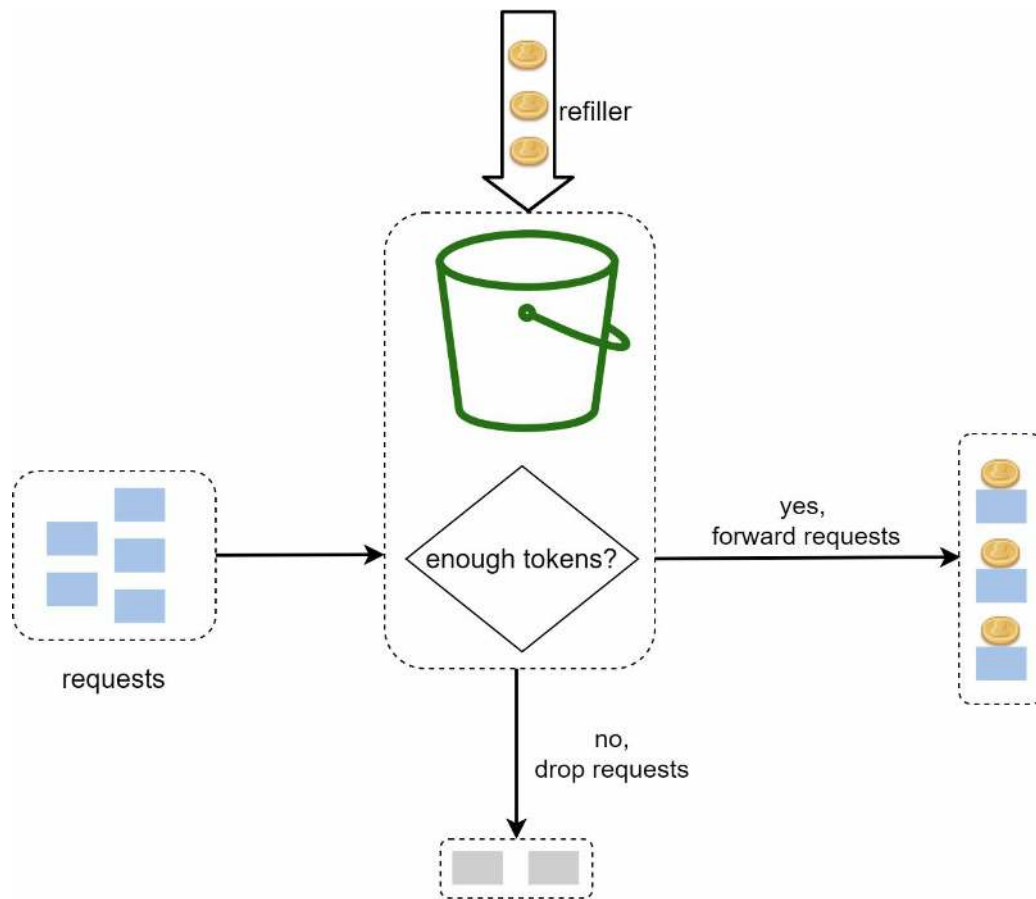 refiller
enough tokens?
yes,
forward requests
requests
no,
drop requests